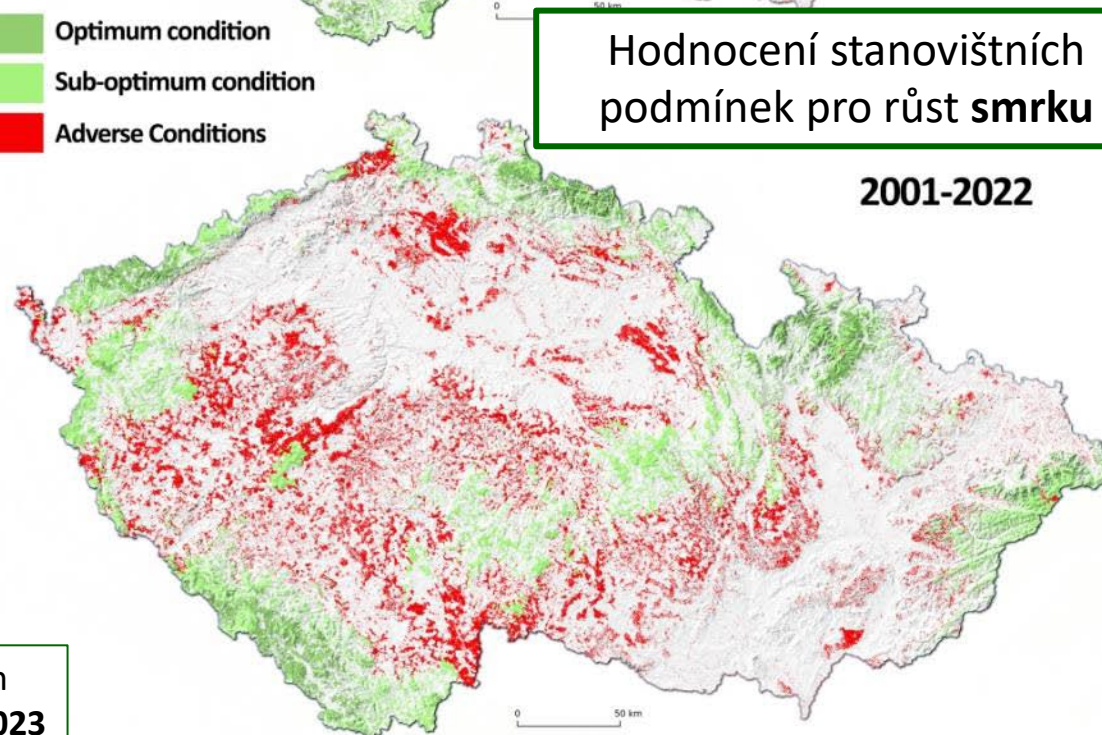 0 50 km
Optimum condition
Sub-optimum condition
Adverse Conditions
Hodnocení stanovištních
podmínek pro růst smrku
2001-2022
0 50 km
023